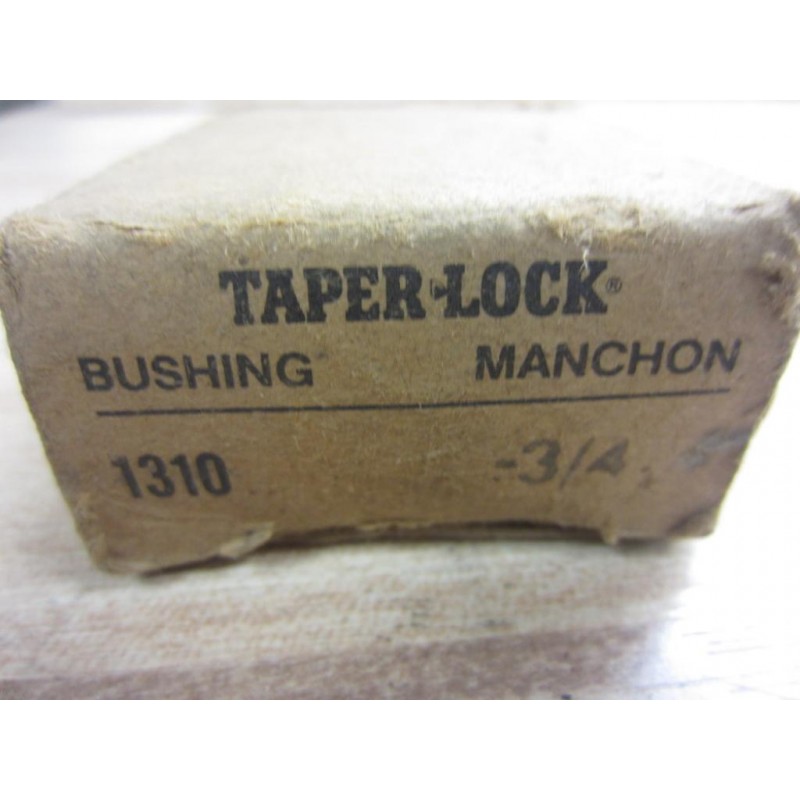 TAPER-LOCK®
BUSHING MANCHON
1310 -3/4